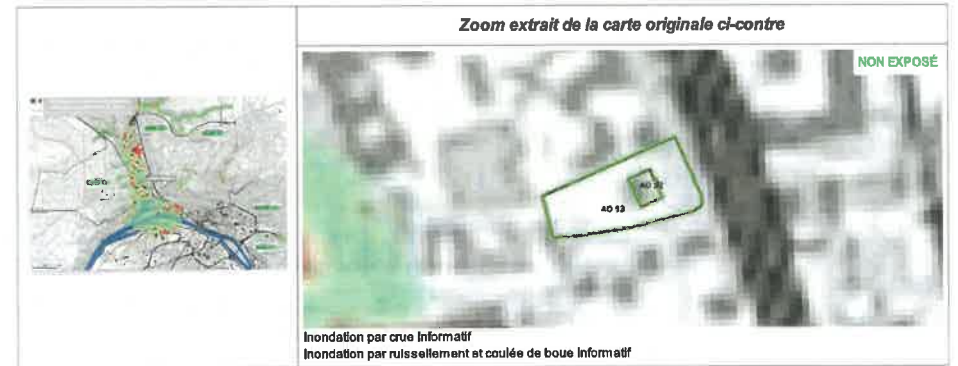 Zoom extrait de la carte originale ci-contre
NON EXPOSÉ
AO 93
Inondation par crue Informatif
Inondation par ruissellement et coulée de boue Informatif